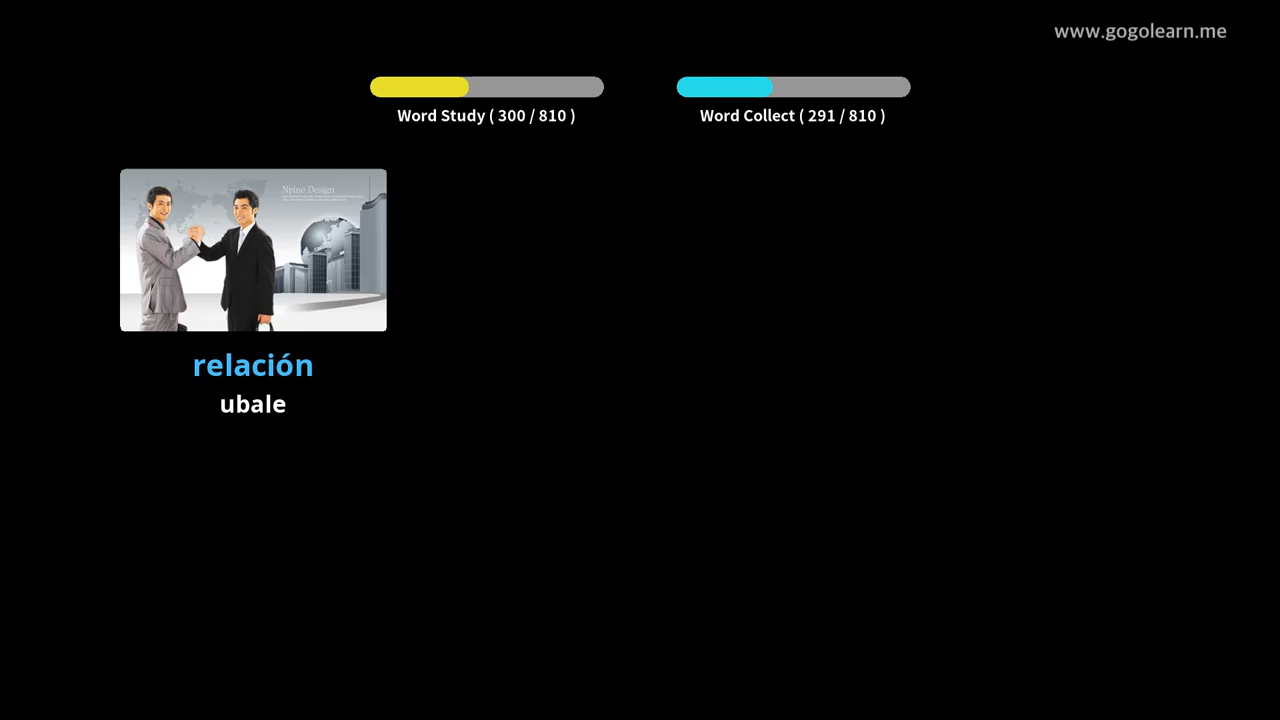 www.gogolearn.me
Word Study ( 300 / 810 )
Word Collect ( 291 / 810 )
Npine Design
relación
ubale